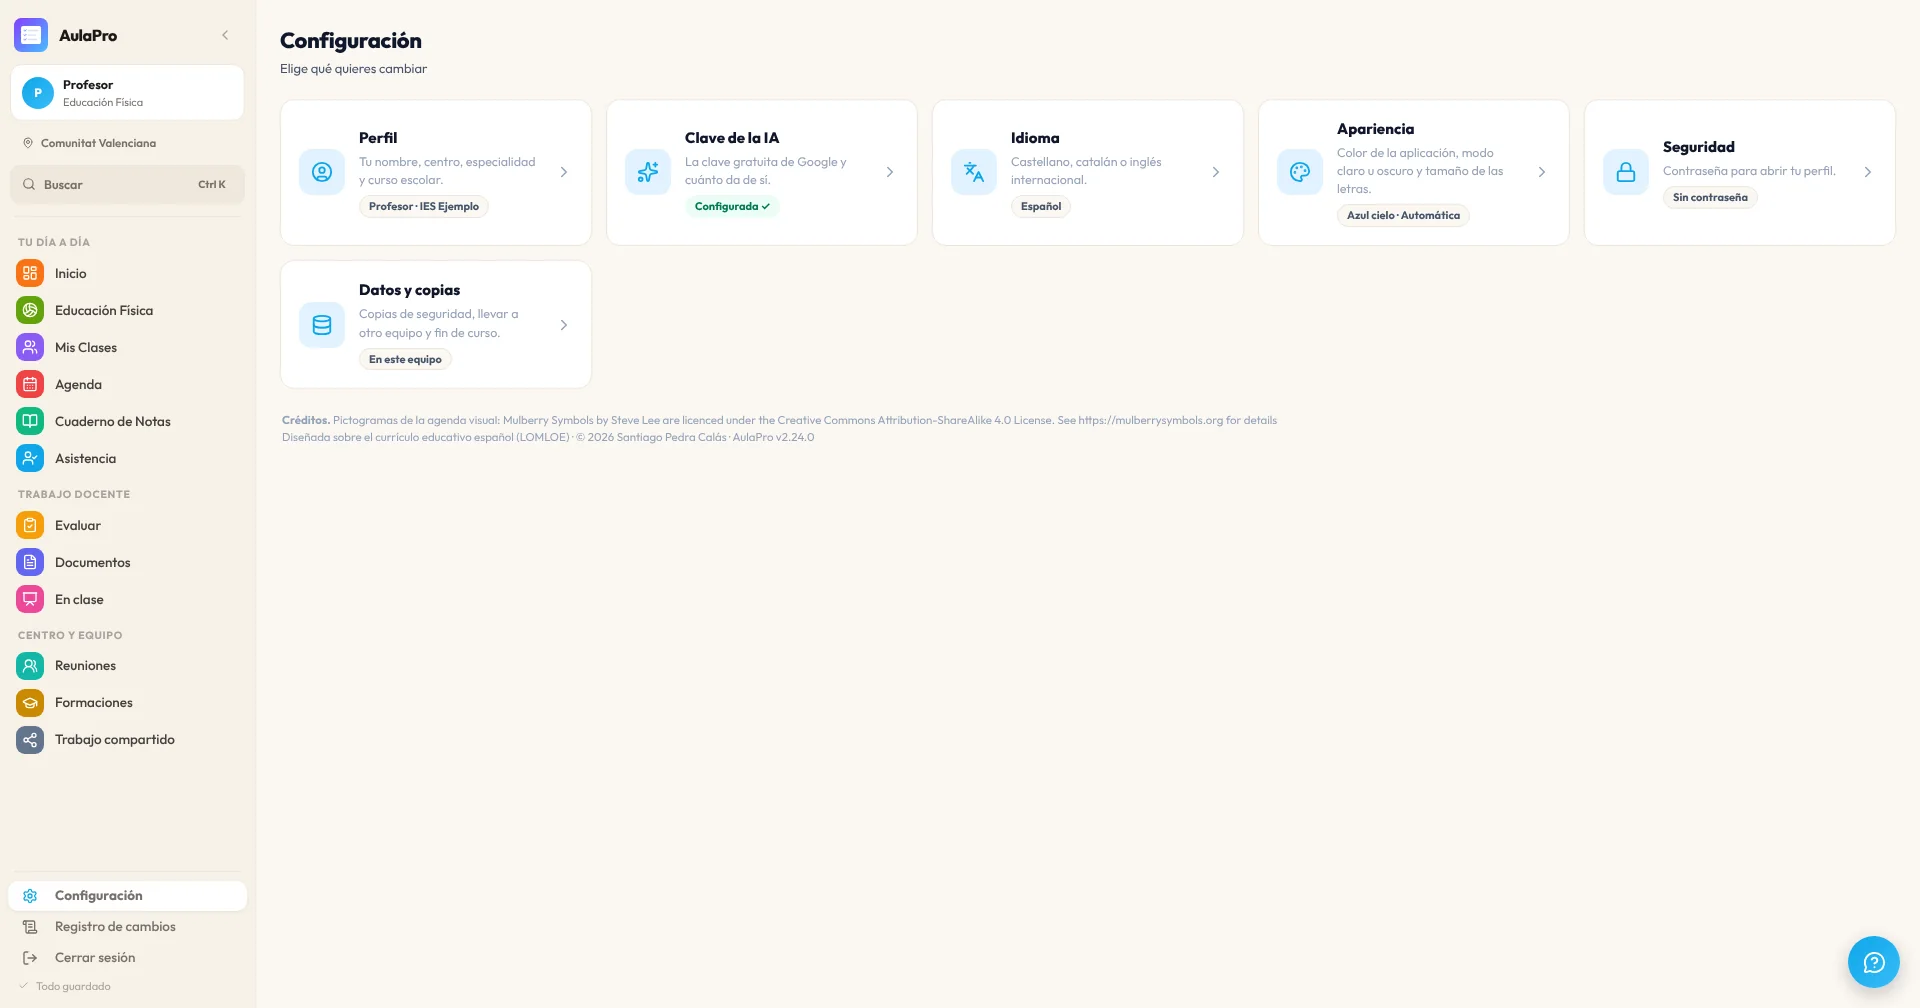 AulaPro
P
Profesor
Educación Física
Comunitat Valenciana
Buscar
Ctrl K
TU DÍA A DÍA
Inicio
Educación Física
Mis Clases
Agenda
Cuaderno de Notas
Asistencia
TRABAJO DOCENTE
Evaluar
Documentos
En clase
CENTRO Y EQUIPO
Reuniones
Formaciones
Trabajo compartido
Configuración
Registro de cambios
Cerrar sesión
Todo guardado
Configuración
Elige qué quieres cambiar
Perfil
Tu nombre, centro, especialidad
y curso escolar.
Profesor · IES Ejemplo
Clave de la IA
La clave gratuita de Google y
cuánto da de sí.
Configurada ✓
Idioma
Castellano, catalán o inglés
internacional.
Español
Apariencia
Color de la aplicación, modo
claro u oscuro y tamaño de las
letras.
Azul cielo · Automática
Seguridad
Contraseña para abrir tu perfil.
Sin contraseña
Datos y copias
Copias de seguridad, llevar a
otro equipo y fin de curso.
En este equipo
Créditos. Pictogramas de la agenda visual: Mulberry Symbols by Steve Lee are licenced under the Creative Commons Attribution-ShareAlike 4.0 License. See https://mulberrysymbols.org for details
Diseñada sobre el currículo educativo español (LOMLOE) · © 2026 Santiago Pedra Calás · AulaPro v2.24.0